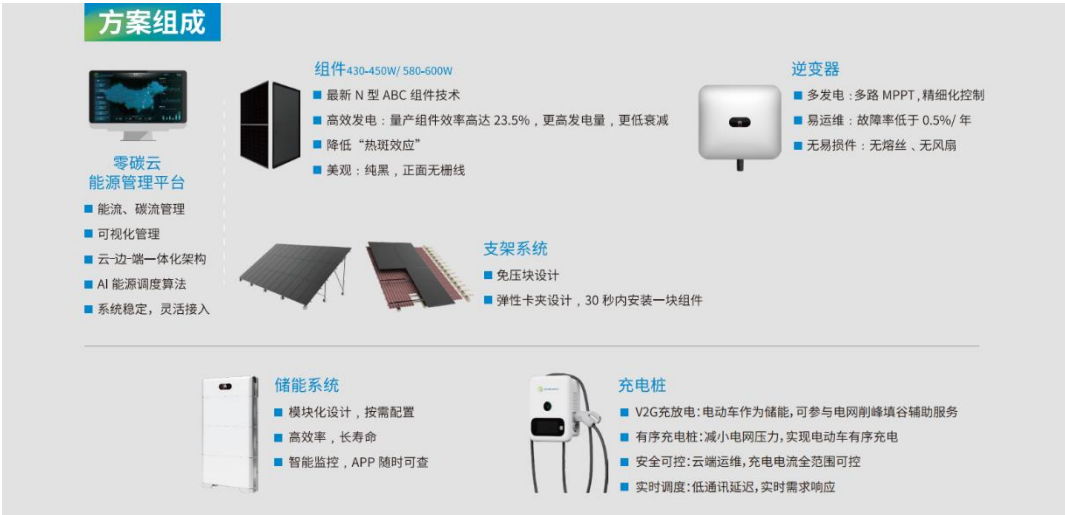 方案组成
零碳云
能源管理平台
能流、碳流管理
可视化管理
云-边-端一体化架构
AI 能源调度算法
系统稳定，灵活接入
组件430-450W/ 580-600W
最新 N 型 ABC 组件技术
高效发电：量产组件效率高达 23.5%，更高发电量，更低衰减
降低“热斑效应”
美观：纯黑，正面无栅线
逆变器
多发电：多路 MPPT，精细化控制
易运维：故障率低于 0.5%/ 年
无易损件：无熔丝、无风扇
支架系统
免压块设计
弹性卡夹设计，30 秒内安装一块组件
储能系统
模块化设计，按需配置
高效率，长寿命
智能监控，APP 随时可查
充电桩
V2G充放电：电动车作为储能，可参与电网削峰填谷辅助服务
有序充电桩：减小电网压力，实现电动车有序充电
安全可控：云端运维，充电电流全范围可控
实时调度：低通讯延迟，实时需求响应